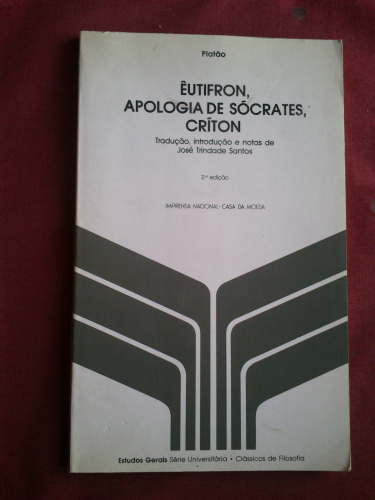 Platão
ÊUTIFRON,
APOLOGIA DE SÓCRATES,
CRÍTON
Tradução, introdução e notas de
José Trindade Santos
2.ª edição
IMPRENSA NACIONAL - CASA DA MOEDA
Estudos Gerais Série Universitária • Clássicos de Filosofia